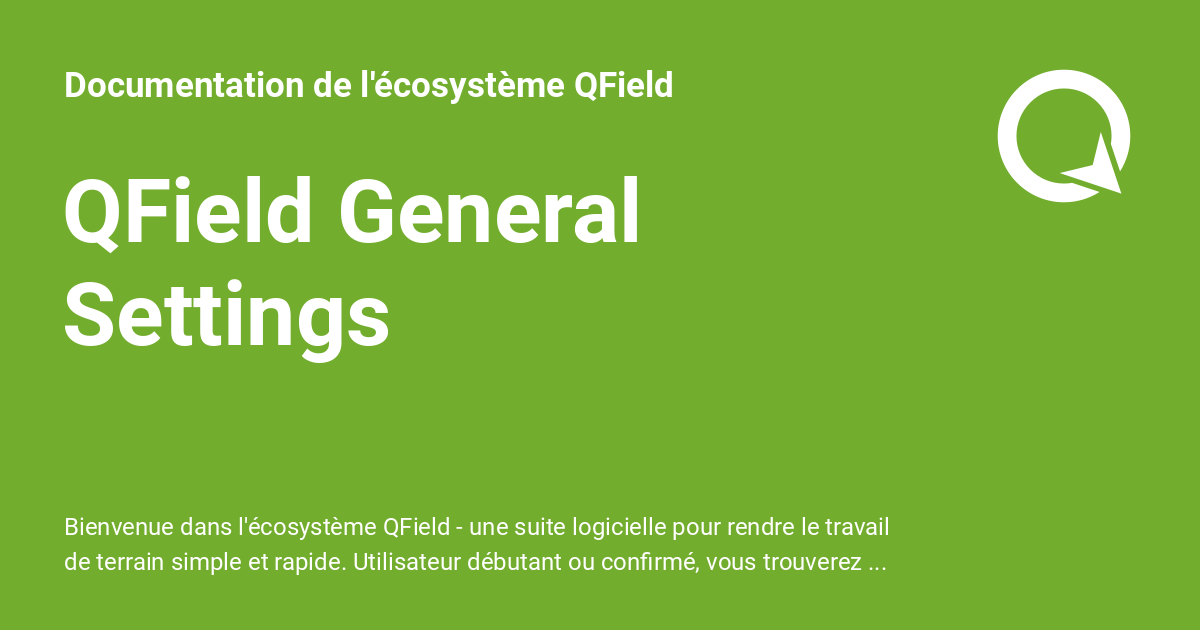 Documentation de l'écosystème QField
QField General
Settings
Bienvenue dans l'écosystème QField - une suite logicielle pour rendre le travail
de terrain simple et rapide. Utilisateur débutant ou confirmé, vous trouverez ...